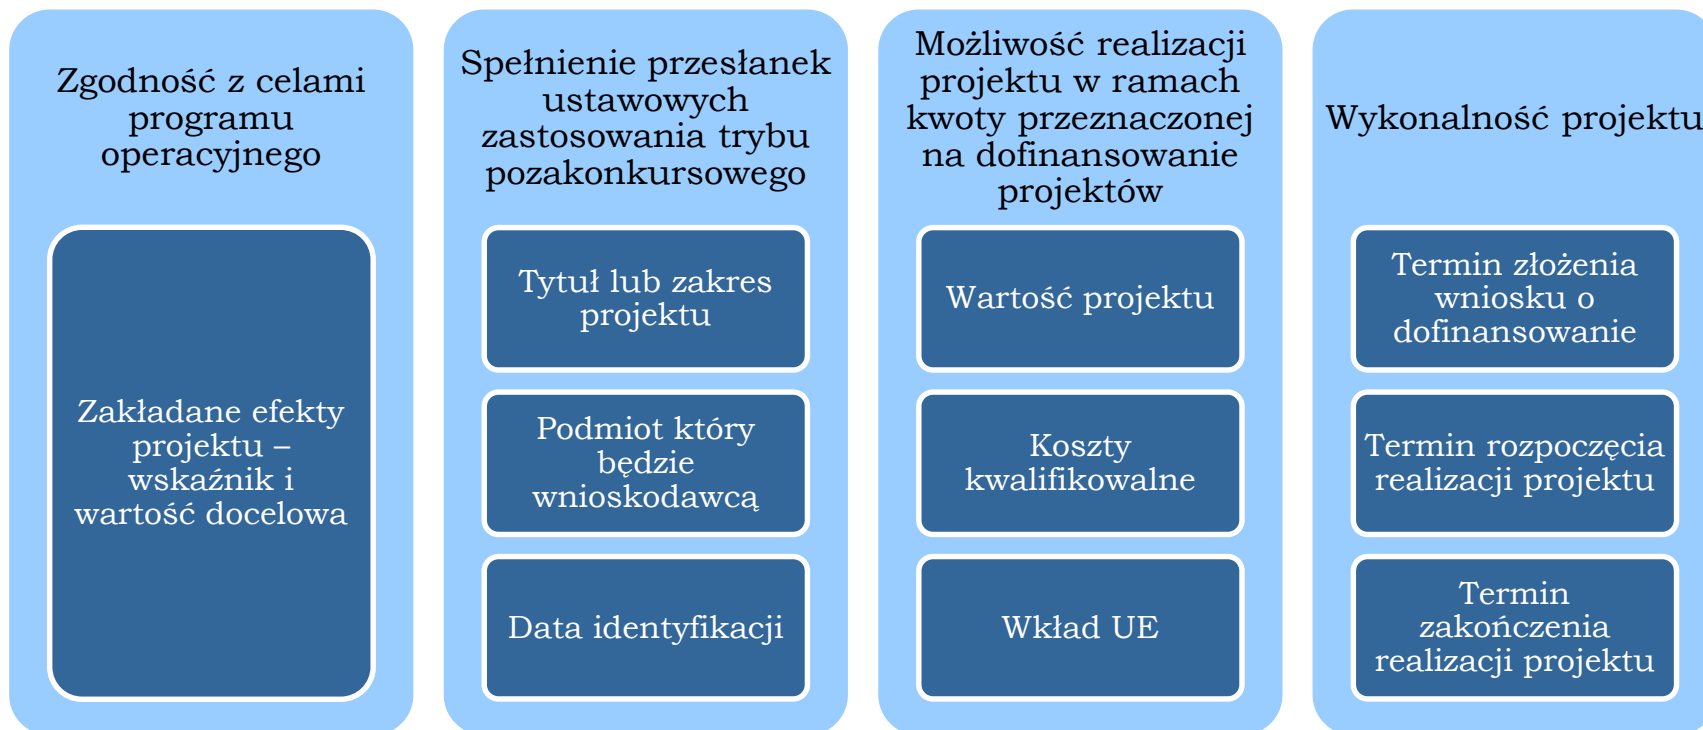 Zgodność z celami
programu
operacyjnego
Zakładane efekty
projektu –
wskaźnik i
wartość docelowa
Spełnienie przesłanek
ustawowych
zastosowania trybu
pozakonkursowego
Tytuł lub zakres
projektu
Podmiot który
będzie
wnioskodawcą
Data identyfikacji
Możliwość realizacji
projektu w ramach
kwoty przeznaczonej
na dofinansowanie
projektów
Wartość projektu
Koszty
kwalifikowalne
Wkład UE
Wykonalność projektu
Termin złożenia
wniosku o
dofinansowanie
Termin rozpoczęcia
realizacji projektu
Termin
zakończenia
realizacji projektu